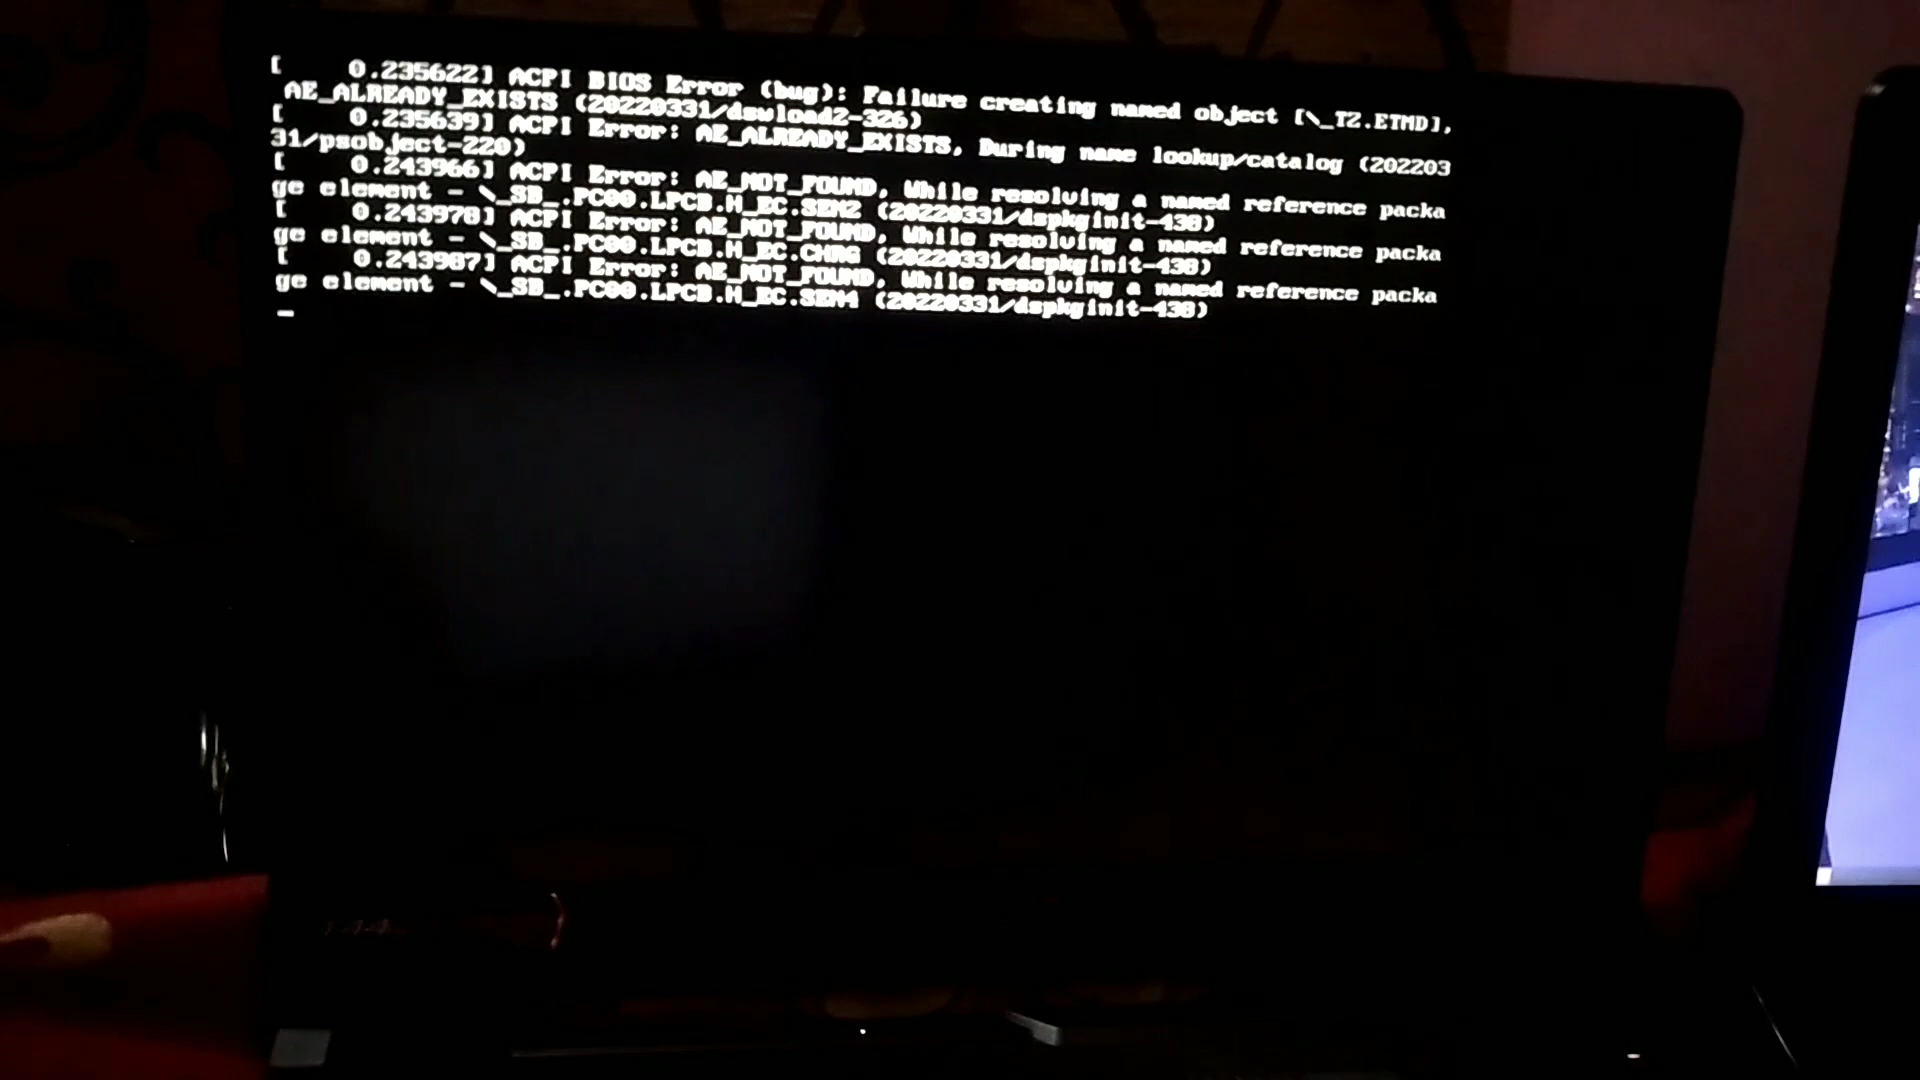 [    0.235622] ACPI BIOS Error (bug): Failure creating named object [\_TZ.ETMD],
AE_ALREADY_EXISTS (20220331/dswload2-326)
[    0.235639] ACPI Error: AE_ALREADY_EXISTS, During name lookup/catalog (202203
31/psobject-220)
[    0.243966] ACPI Error: AE_NOT_FOUND, While resolving a named reference packa
ge element - \_SB_.PC00.LPCB.H_EC.SEN2 (20220331/dspkginit-438)
[    0.243978] ACPI Error: AE_NOT_FOUND, While resolving a named reference packa
ge element - \_SB_.PC00.LPCB.H_EC.CHRG (20220331/dspkginit-438)
[    0.243987] ACPI Error: AE_NOT_FOUND, While resolving a named reference packa
ge element - \_SB_.PC00.LPCB.H_EC.SEN4 (20220331/dspkginit-438)